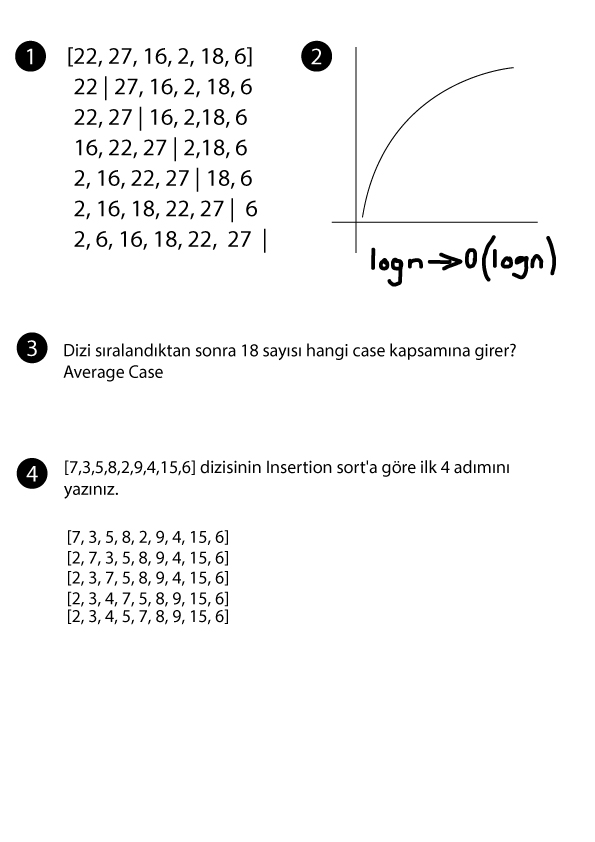 1
[22, 27, 16, 2, 18, 6]
22 | 27, 16, 2, 18, 6
22, 27 | 16, 2,18, 6
16, 22, 27 | 2,18, 6
2, 16, 22, 27 | 18, 6
2, 16, 18, 22, 27 | 6
2, 6, 16, 18, 22, 27 |
2
logn→O(logn)
3
Dizi sıralandıktan sonra 18 sayısı hangi case kapsamına girer?
Average Case
4
[7,3,5,8,2,9,4,15,6] dizisinin Insertion sort'a göre ilk 4 adımını
yazınız.
[7, 3, 5, 8, 2, 9, 4, 15, 6]
[2, 7, 3, 5, 8, 9, 4, 15, 6]
[2, 3, 7, 5, 8, 9, 4, 15, 6]
[2, 3, 4, 7, 5, 8, 9, 15, 6]
[2, 3, 4, 5, 7, 8, 9, 15, 6]